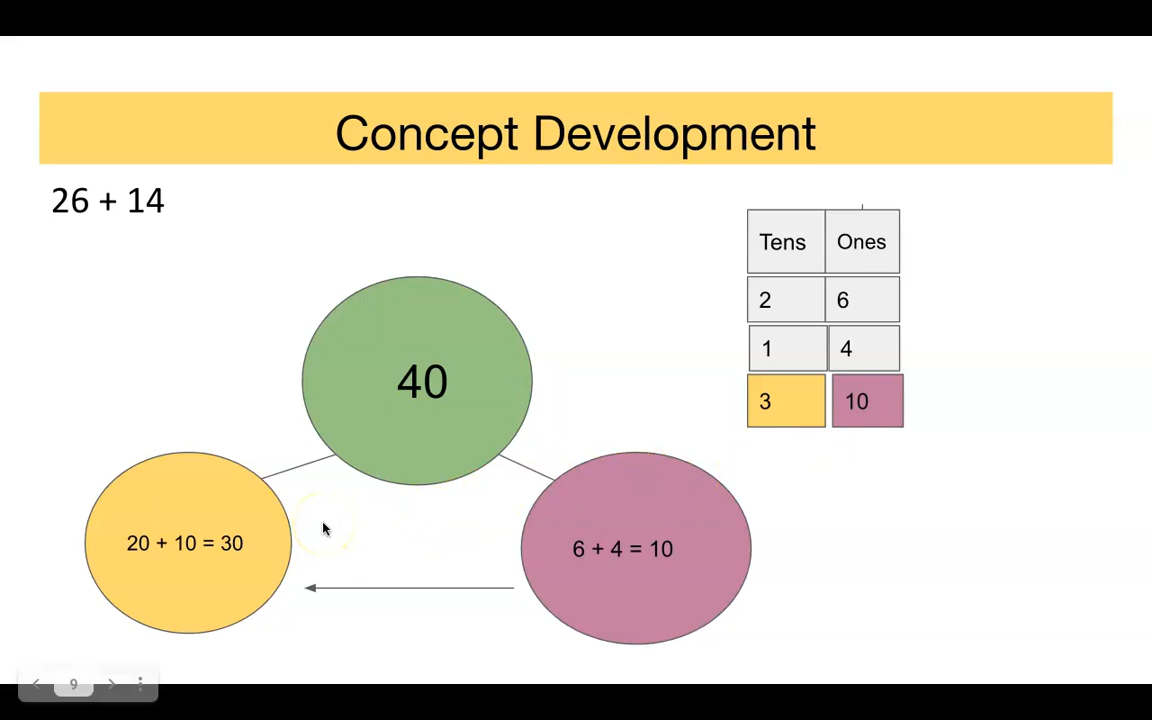 Concept Development
26 + 14
Tens Ones
2 6
1 4
3 10
40
20 + 10 = 30
6 + 4 = 10
9